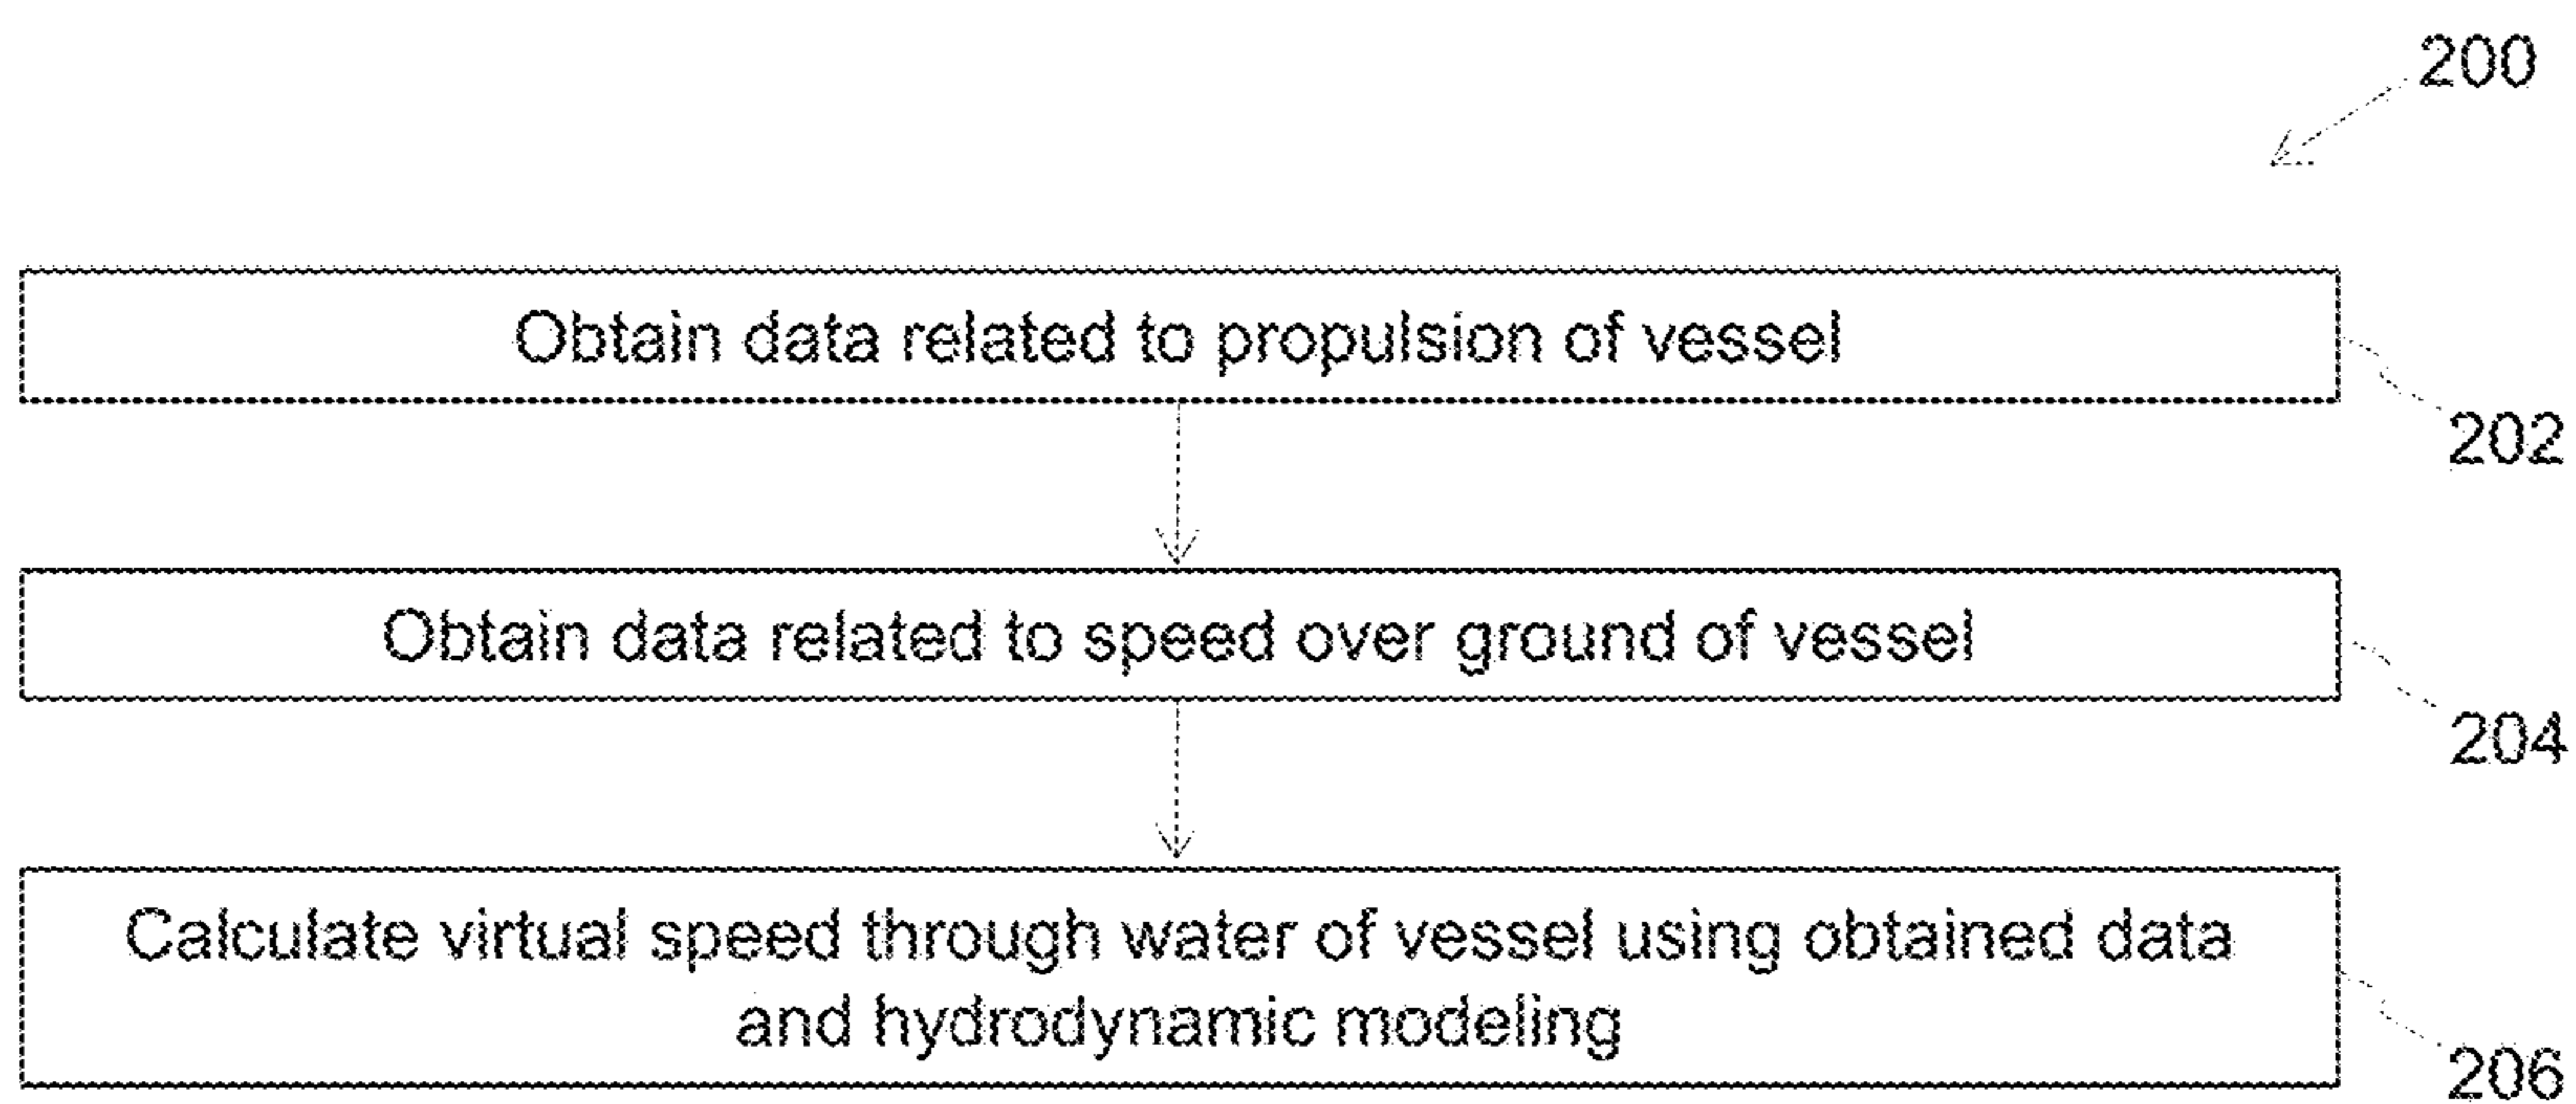 200
Obtain data related to propulsion of vessel
202
Obtain data related to speed over ground of vessel
204
Calculate virtual speed through water of vessel using obtained data
and hydrodynamic modeling
206